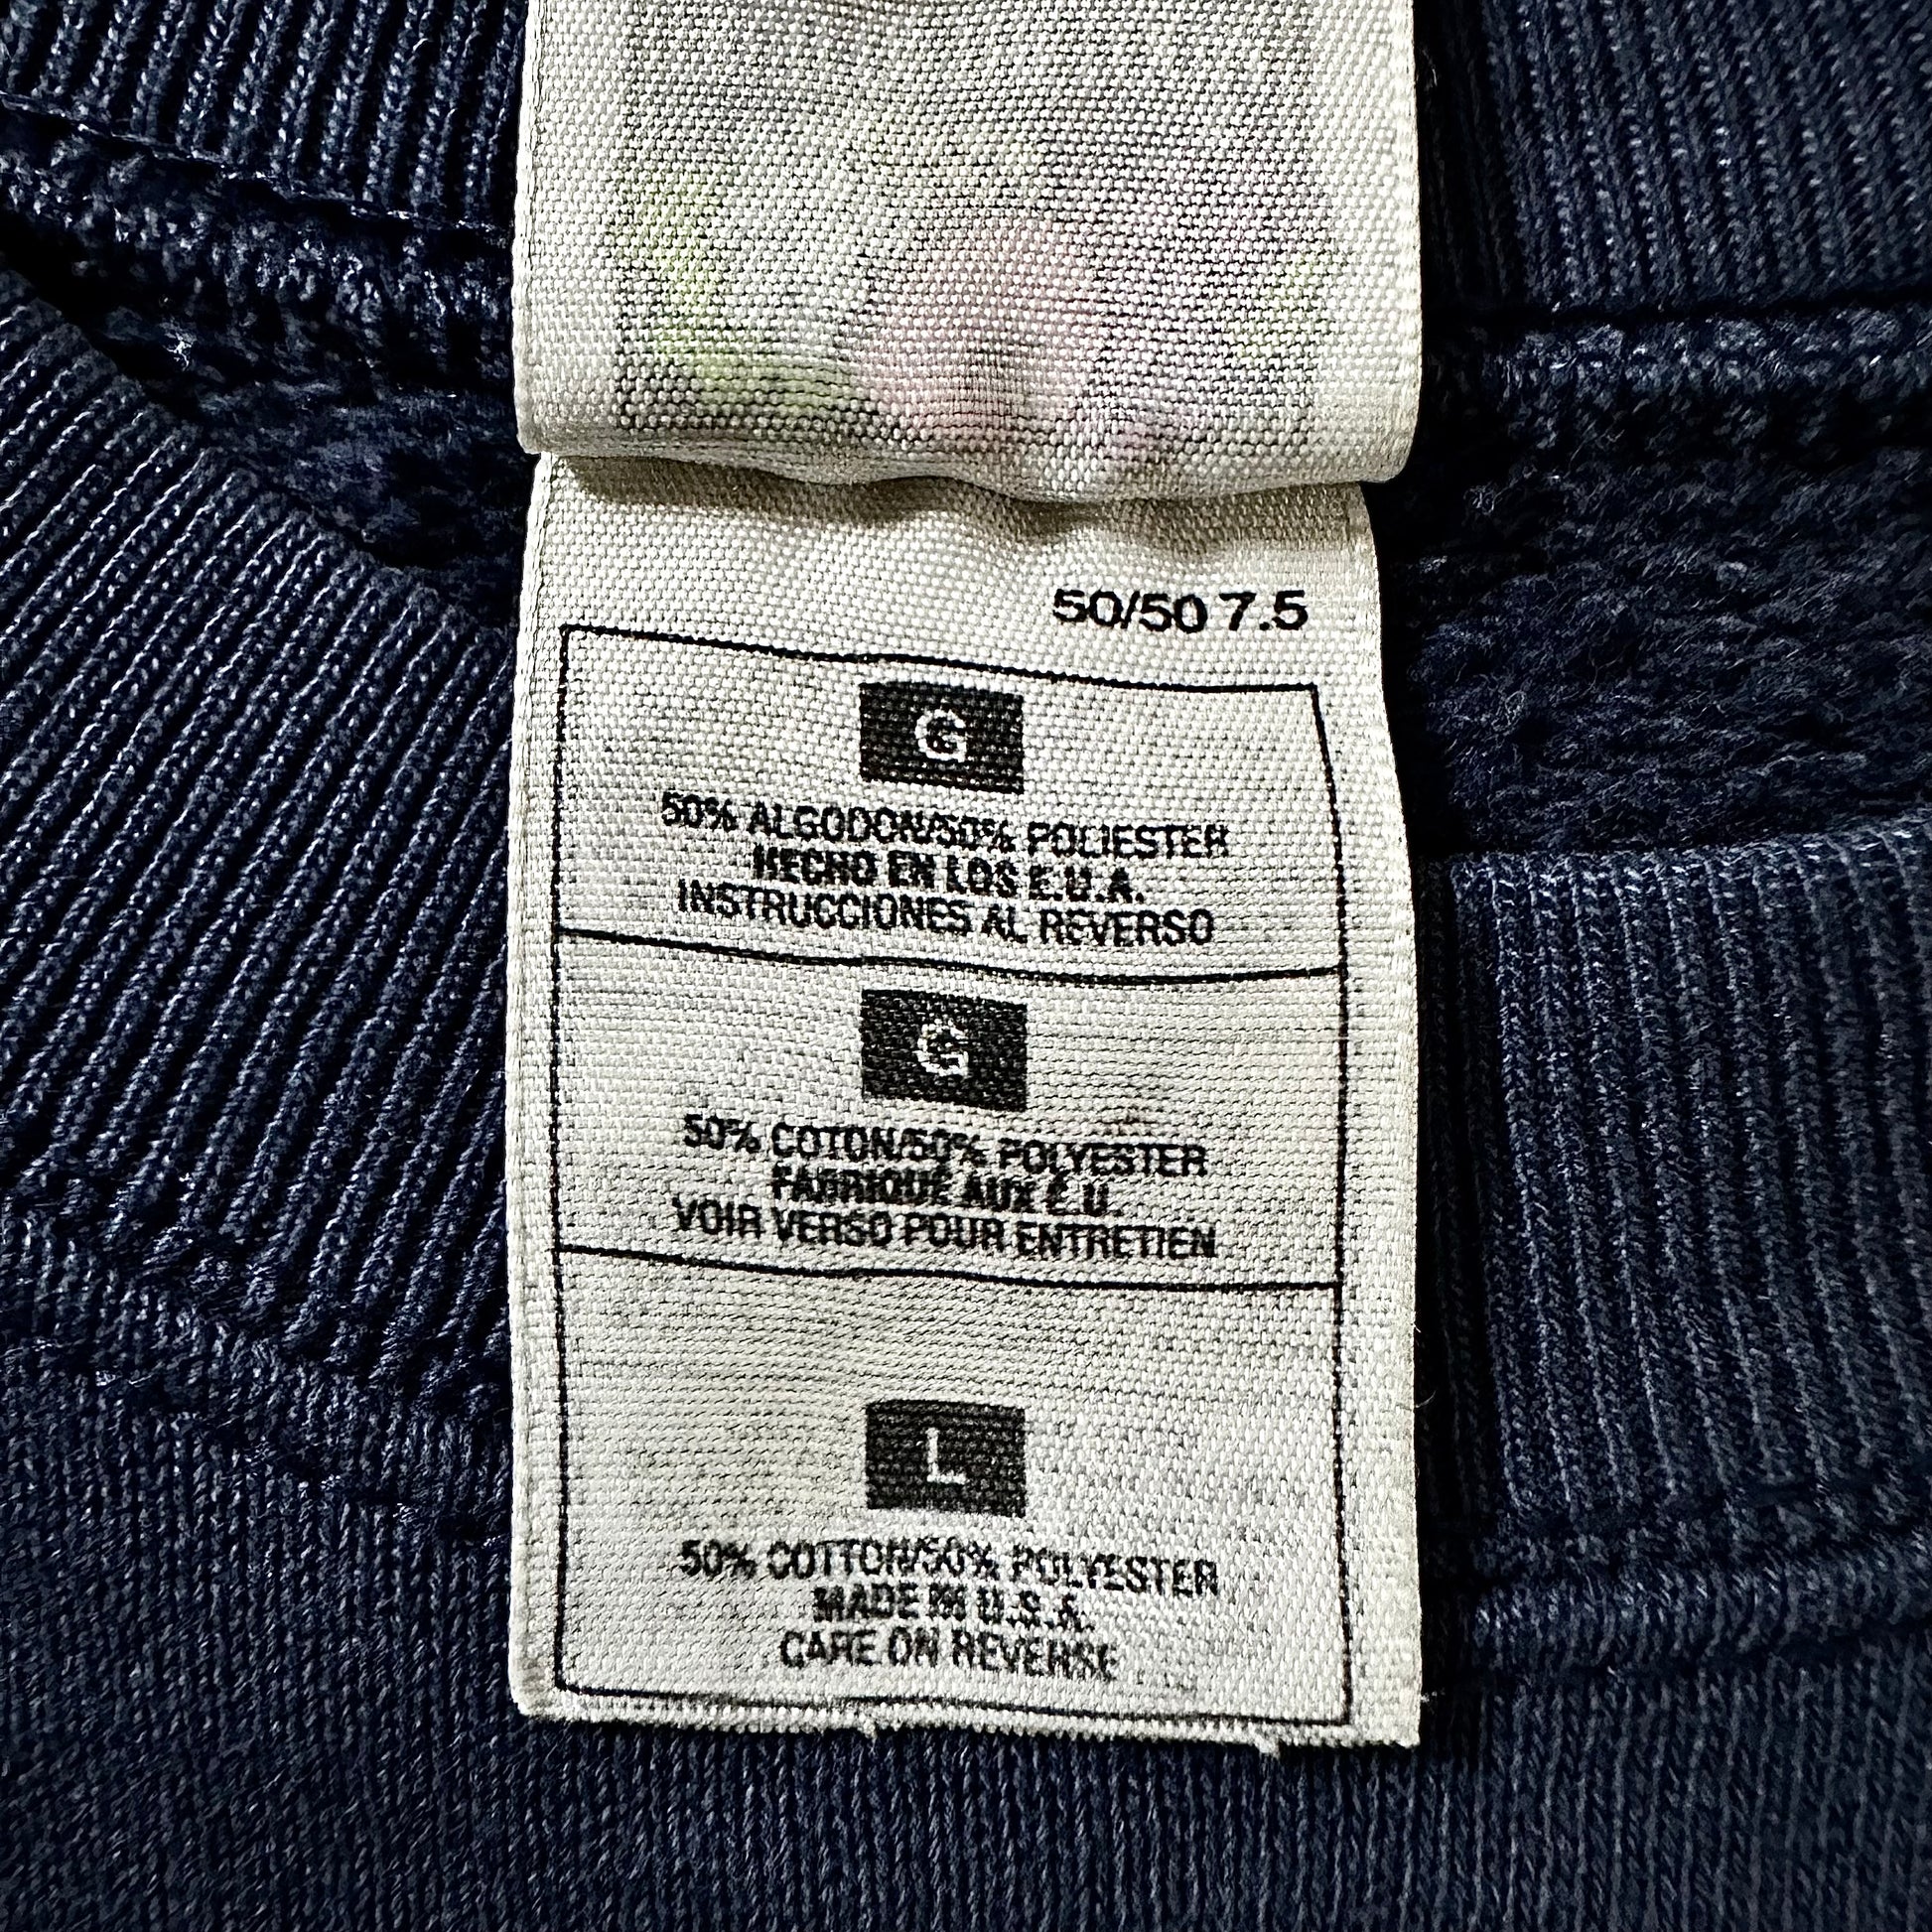 50/50 7.5
G
50% ALGODON/50% POLIESTER
HECHO EN LOS E.U.A.
INSTRUCCIONES AL REVERSO
G
50% COTON/50% POLYESTER
FABRIQUÉ AUX É.U.
VOIR VERSO POUR ENTRETIEN
L
50% COTTON/50% POLYESTER
MADE IN U.S.A.
CARE ON REVERSE